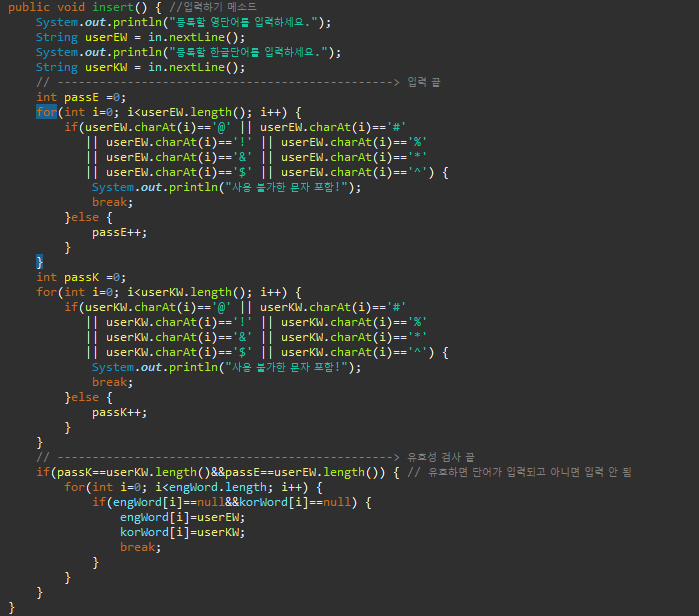 public void insert() { //입력하기 메소드
    System.out.println("등록할 영단어를 입력하세요.");
    String userEW = in.nextLine();
    System.out.println("등록할 한글단어를 입력하세요.");
    String userKW = in.nextLine();
    // ------------------------------------------------> 입력 끝
    int passE =0;
    for(int i=0; i<userEW.length(); i++) {
        if(userEW.charAt(i)=='@' || userEW.charAt(i)=='#'
           || userEW.charAt(i)=='!' || userEW.charAt(i)=='%'
           || userEW.charAt(i)=='&' || userEW.charAt(i)=='*'
           || userEW.charAt(i)=='$' || userEW.charAt(i)=='^') {
            System.out.println("사용 불가한 문자 포함!");
            break;
        }else {
            passE++;
        }
    }
    int passK =0;
    for(int i=0; i<userKW.length(); i++) {
        if(userKW.charAt(i)=='@' || userKW.charAt(i)=='#'
           || userKW.charAt(i)=='!' || userKW.charAt(i)=='%'
           || userKW.charAt(i)=='&' || userKW.charAt(i)=='*'
           || userKW.charAt(i)=='$' || userKW.charAt(i)=='^') {
            System.out.println("사용 불가한 문자 포함!");
            break;
        }else {
            passK++;
        }
    }
    // ------------------------------------------------> 유효성 검사 끝
    if(passK==userKW.length()&&passE==userEW.length()) { // 유효하면 단어가 입력되고 아니면 입력 안 됨
        for(int i=0; i<engWord.length; i++) {
            if(engWord[i]==null&&korWord[i]==null) {
                engWord[i]=userEW;
                korWord[i]=userKW;
                break;
            }
        }
    }
}